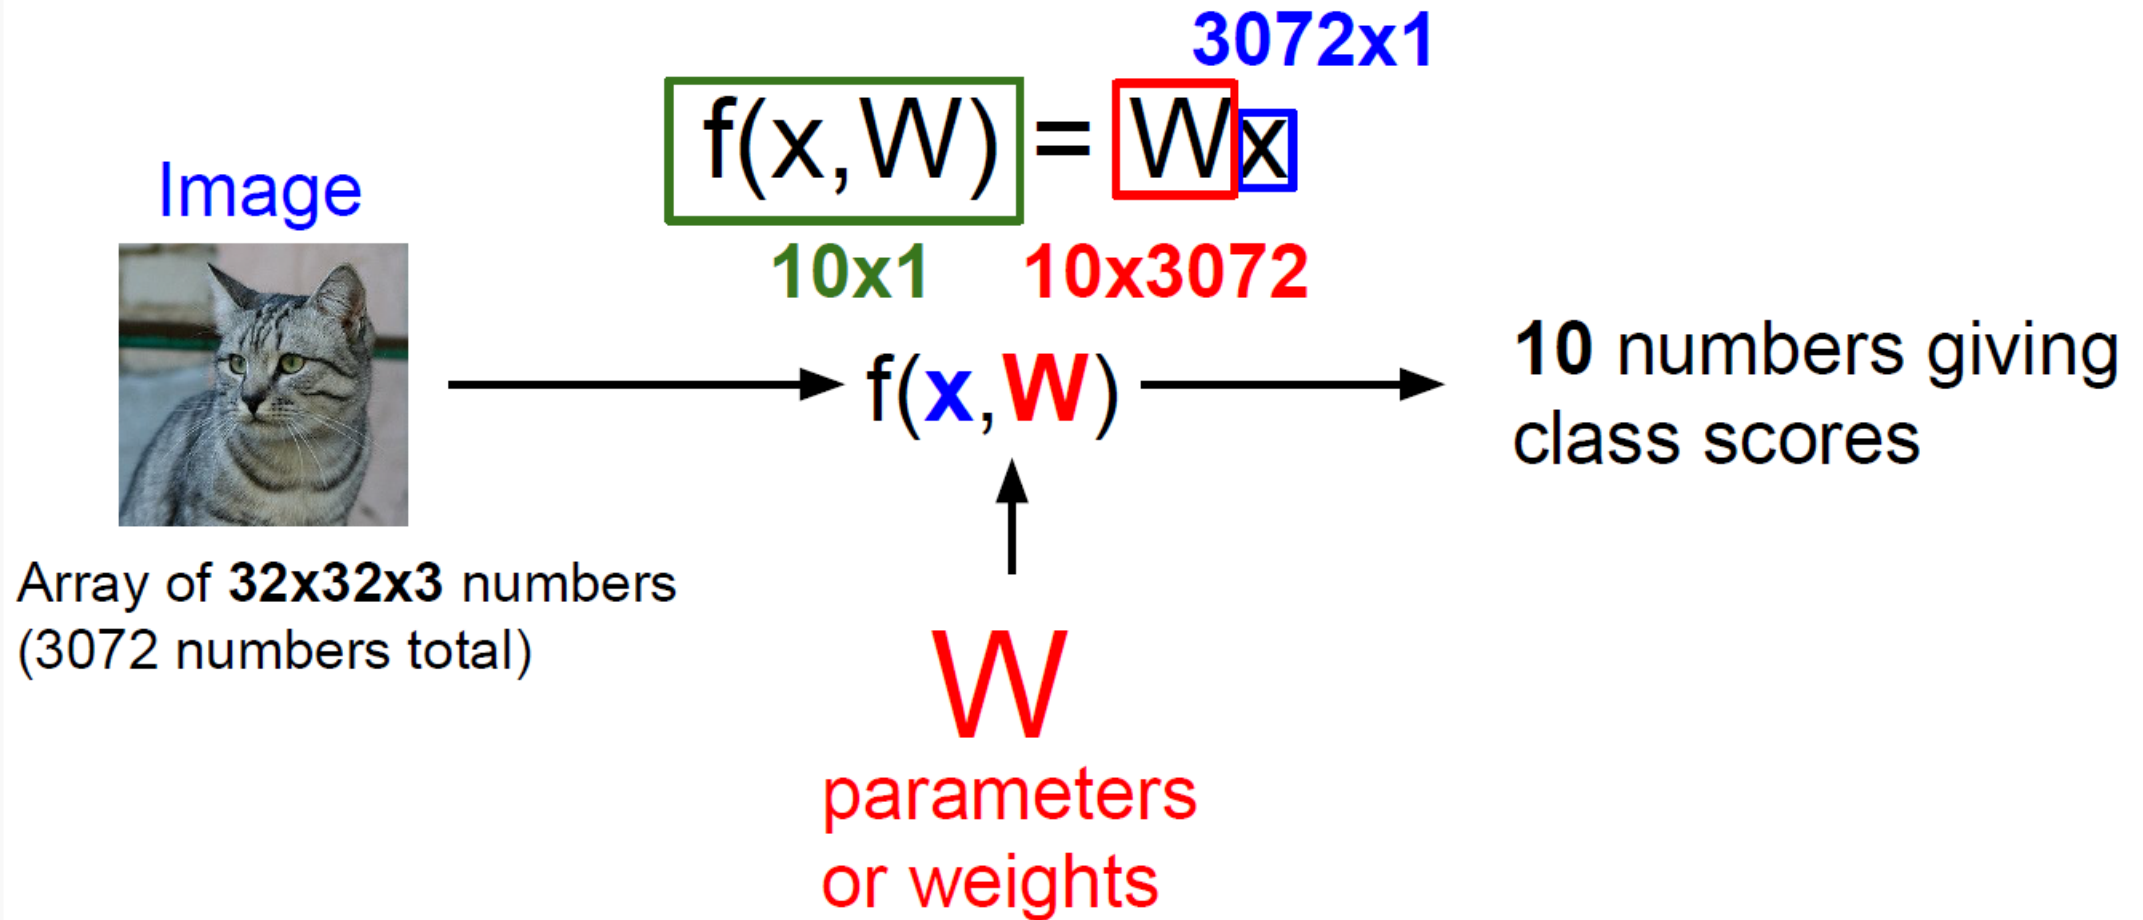 3072x1
f(x,W) = Wx
10x1 10x3072
Image
f(x,W)
10 numbers giving
class scores
Array of 32x32x3 numbers
(3072 numbers total)
W
parameters
or weights